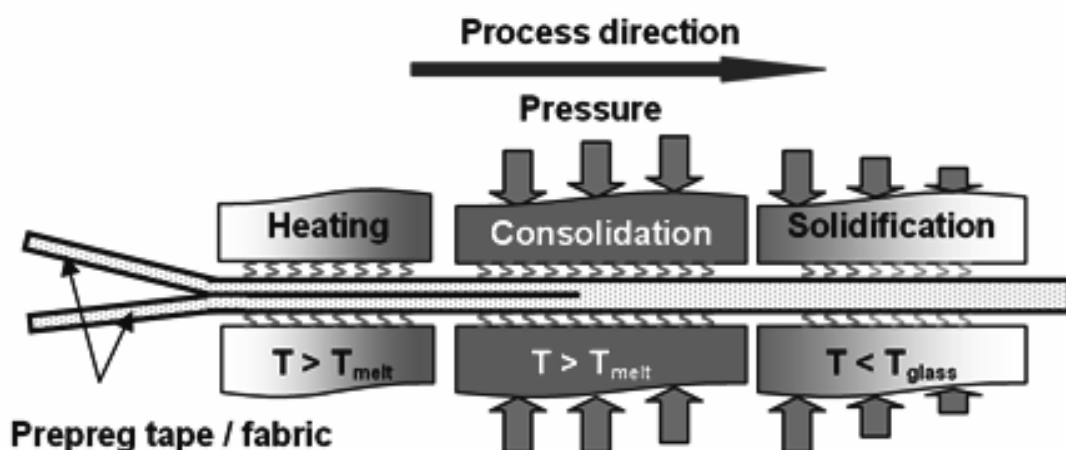 Process direction
Pressure
Heating
Consolidation
Solidification
T > Tmelt
T > Tmelt
T < Tglass
Prepreg tape / fabric